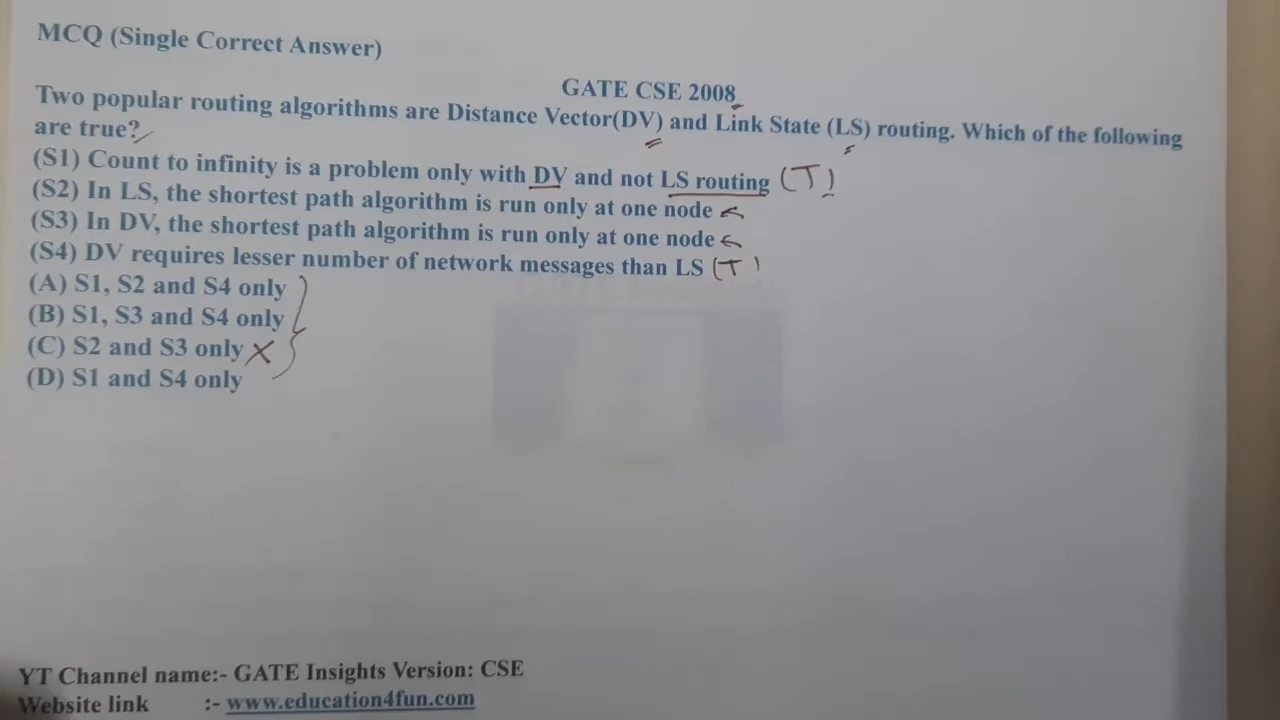 MCQ (Single Correct Answer)
GATE CSE 2008
Two popular routing algorithms are Distance Vector(DV) and Link State (LS) routing. Which of the following
are true?
(S1) Count to infinity is a problem only with DV and not LS routing (T)
(S2) In LS, the shortest path algorithm is run only at one node
(S3) In DV, the shortest path algorithm is run only at one node
(S4) DV requires lesser number of network messages than LS (T)
(A) S1, S2 and S4 only
(B) S1, S3 and S4 only
(C) S2 and S3 only
(D) S1 and S4 only
YT Channel name:- GATE Insights Version: CSE
Website link :- www.education4fun.com